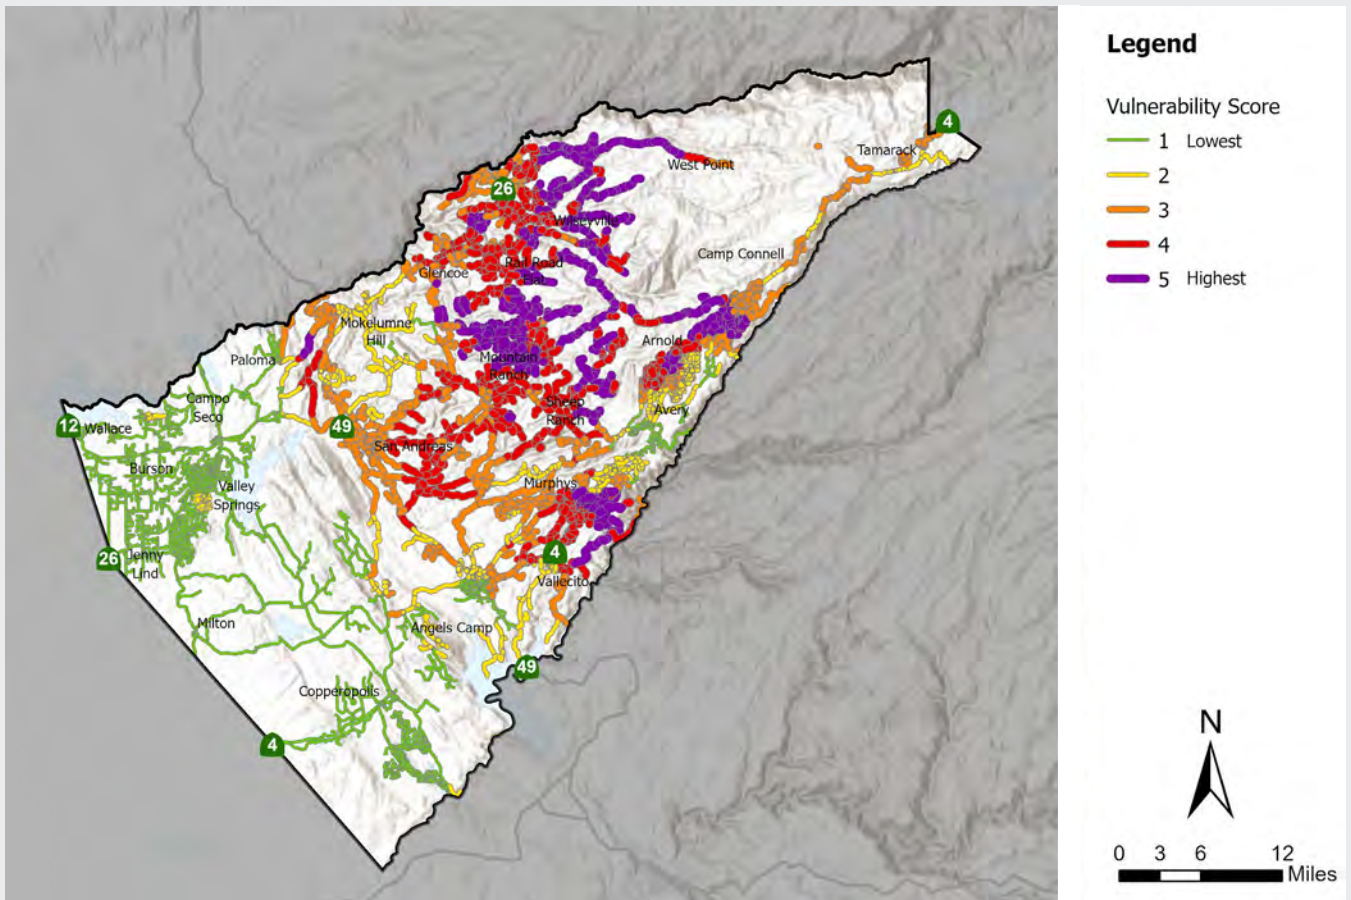 Legend
Vulnerability Score
1 Lowest
2
3
4
5 Highest
N
0 3 6 12
Miles
4
Tamarack
West Point
26
Wilseyville
Camp Connell
Rail Road
Flat
Glencoe
Mokelumne
Hill
Arnold
Paloma
Mountain
Ranch
Campo
Seco
Sheep
Ranch
Avery
12
Wallace
49
San Andreas
Burson
Valley
Springs
Murphys
26
Jenny
Lind
4
Vallecito
Milton
Angels Camp
49
Copperopolis
4